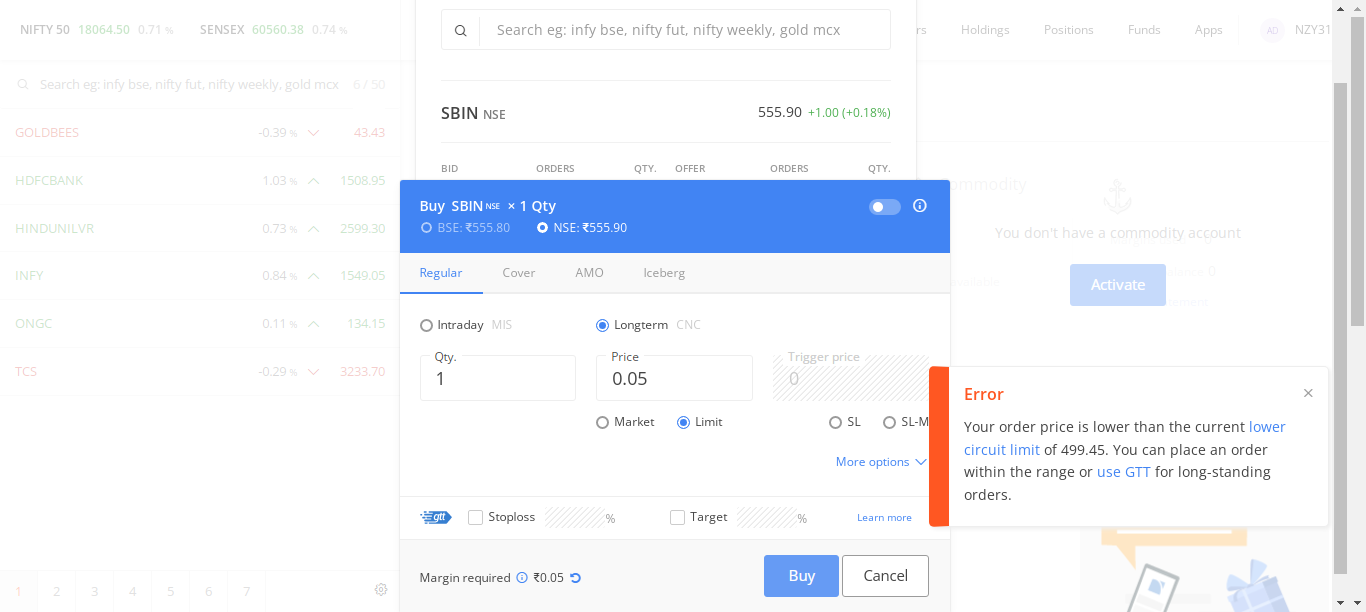 NIFTY 50 18064.50 0.71 % SENSEX 60560.38 0.74 %
Search eg: infy bse, nifty fut, nifty weekly, gold mcx
rs Holdings Positions Funds Apps AD NZY31
Search eg: infy bse, nifty fut, nifty weekly, gold mcx 6 / 50
GOLDBEES -0.39 % 43.43
HDFCBANK 1.03 % 1508.95
HINDUNILVR 0.73 % 2599.30
INFY 0.84 % 1549.05
ONGC 0.11 % 134.15
TCS -0.29 % 3233.70
1 2 3 4 5 6 7
SBIN NSE 555.90 +1.00 (+0.18%)
BID ORDERS QTY. OFFER ORDERS QTY.
Buy SBIN NSE × 1 Qty
BSE: ₹555.80 NSE: ₹555.90
Regular Cover AMO Iceberg
Intraday MIS Longterm CNC
Qty. Price Trigger price
1 0.05 0
Market Limit SL SL-M
More options
gtt Stoploss % Target % Learn more
Margin required ₹0.05 Buy Cancel
ommodity
You don't have a commodity account
Activate
Error
Your order price is lower than the current lower
circuit limit of 499.45. You can place an order
within the range or use GTT for long-standing
orders.